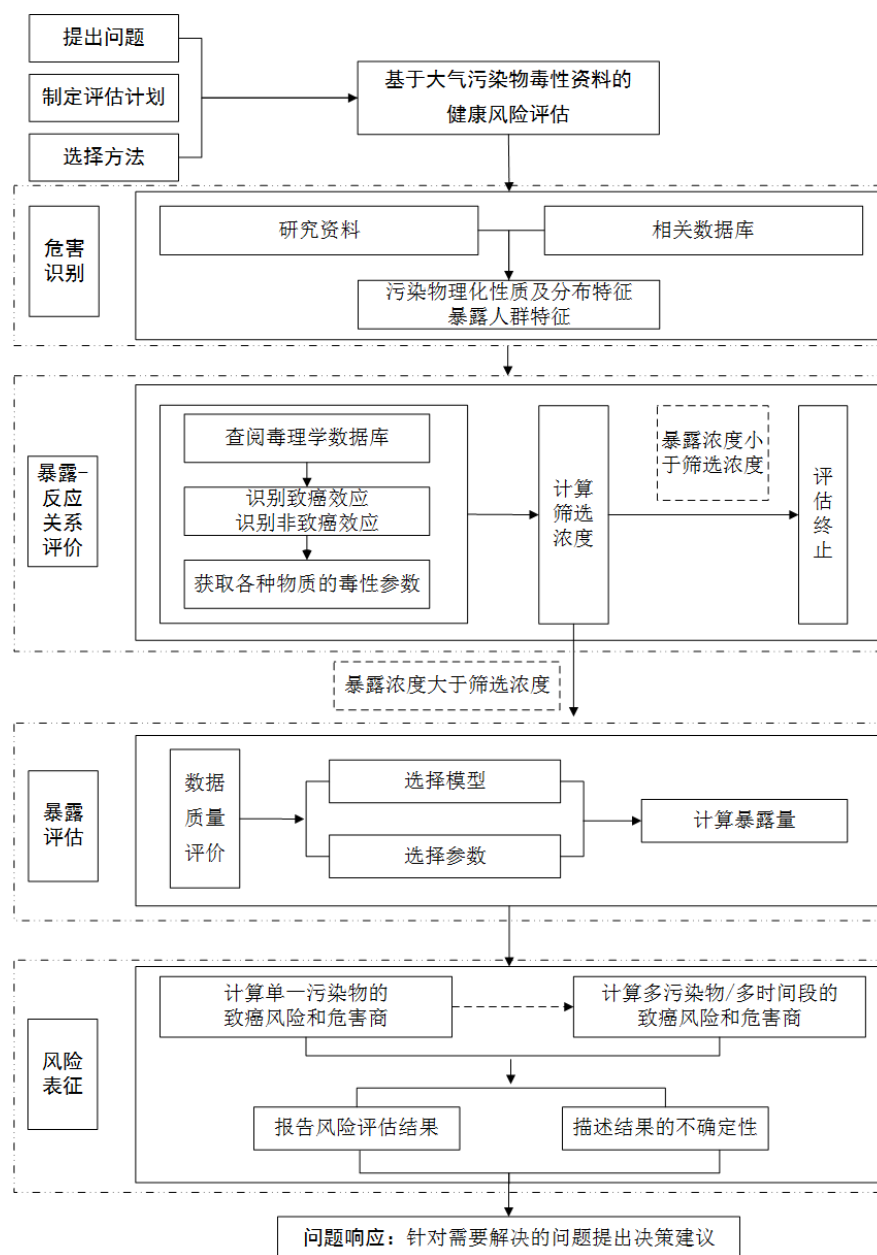 提出问题
制定评估计划
选择方法
基于大气污染物毒性资料的
健康风险评估
危害
识别
研究资料
相关数据库
污染物理化性质及分布特征
暴露人群特征
暴露-
反应
关系
评价
查阅毒理学数据库
识别致癌效应
识别非致癌效应
获取各种物质的毒性参数
计算
筛选
浓度
暴露浓度小
于筛选浓度
评
估
终
止
暴露浓度大于筛选浓度
暴露
评估
数据
质量
评价
选择模型
选择参数
计算暴露量
风险
表征
计算单一污染物的
致癌风险和危害商
计算多污染物/多时间段的
致癌风险和危害商
报告风险评估结果
描述结果的不确定性
问题响应：针对需要解决的问题提出决策建议